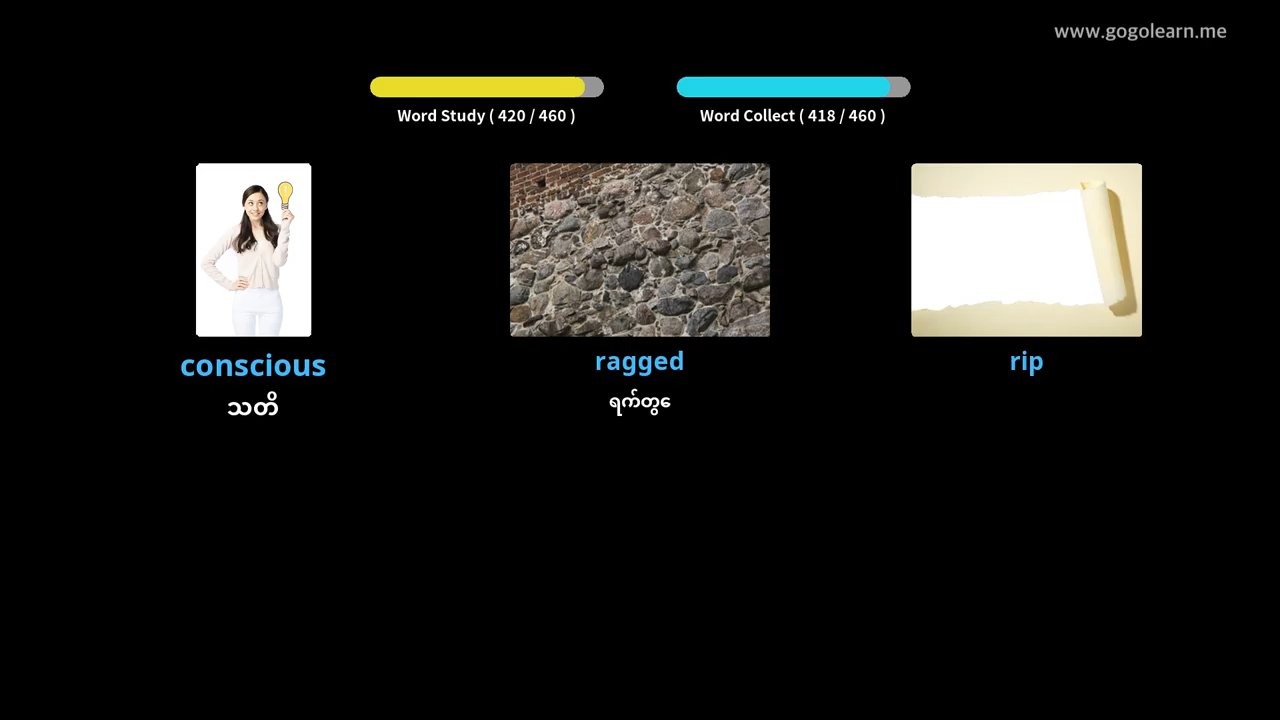 www.gogolearn.me
Word Study ( 420 / 460 )
Word Collect ( 418 / 460 )
conscious
သတိ
ragged
ရက်တွေ
rip